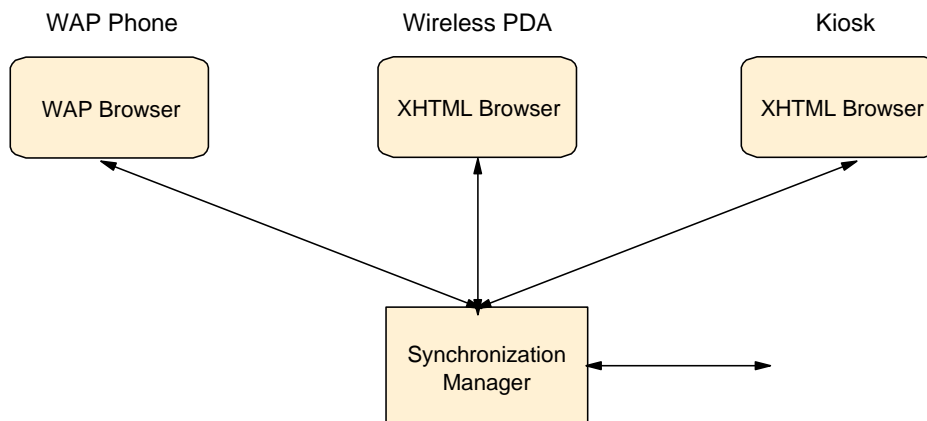 WAP Phone
Wireless PDA
Kiosk
WAP Browser
XHTML Browser
XHTML Browser
Synchronization
Manager